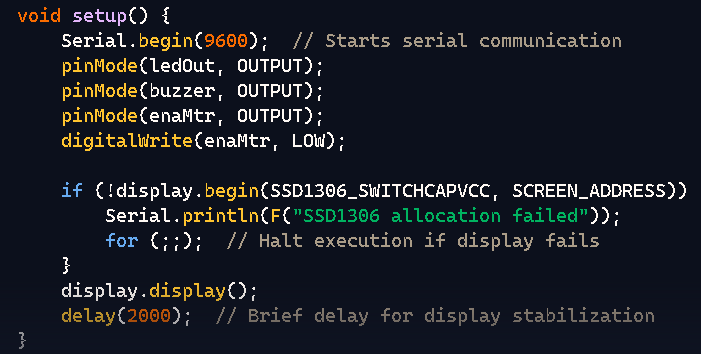 void setup() {
    Serial.begin(9600);  // Starts serial communication
    pinMode(ledOut, OUTPUT);
    pinMode(buzzer, OUTPUT);
    pinMode(enaMtr, OUTPUT);
    digitalWrite(enaMtr, LOW);

    if (!display.begin(SSD1306_SWITCHCAPVCC, SCREEN_ADDRESS))
        Serial.println(F("SSD1306 allocation failed"));
        for (;;);  // Halt execution if display fails
    }
    display.display();
    delay(2000);  // Brief delay for display stabilization
}